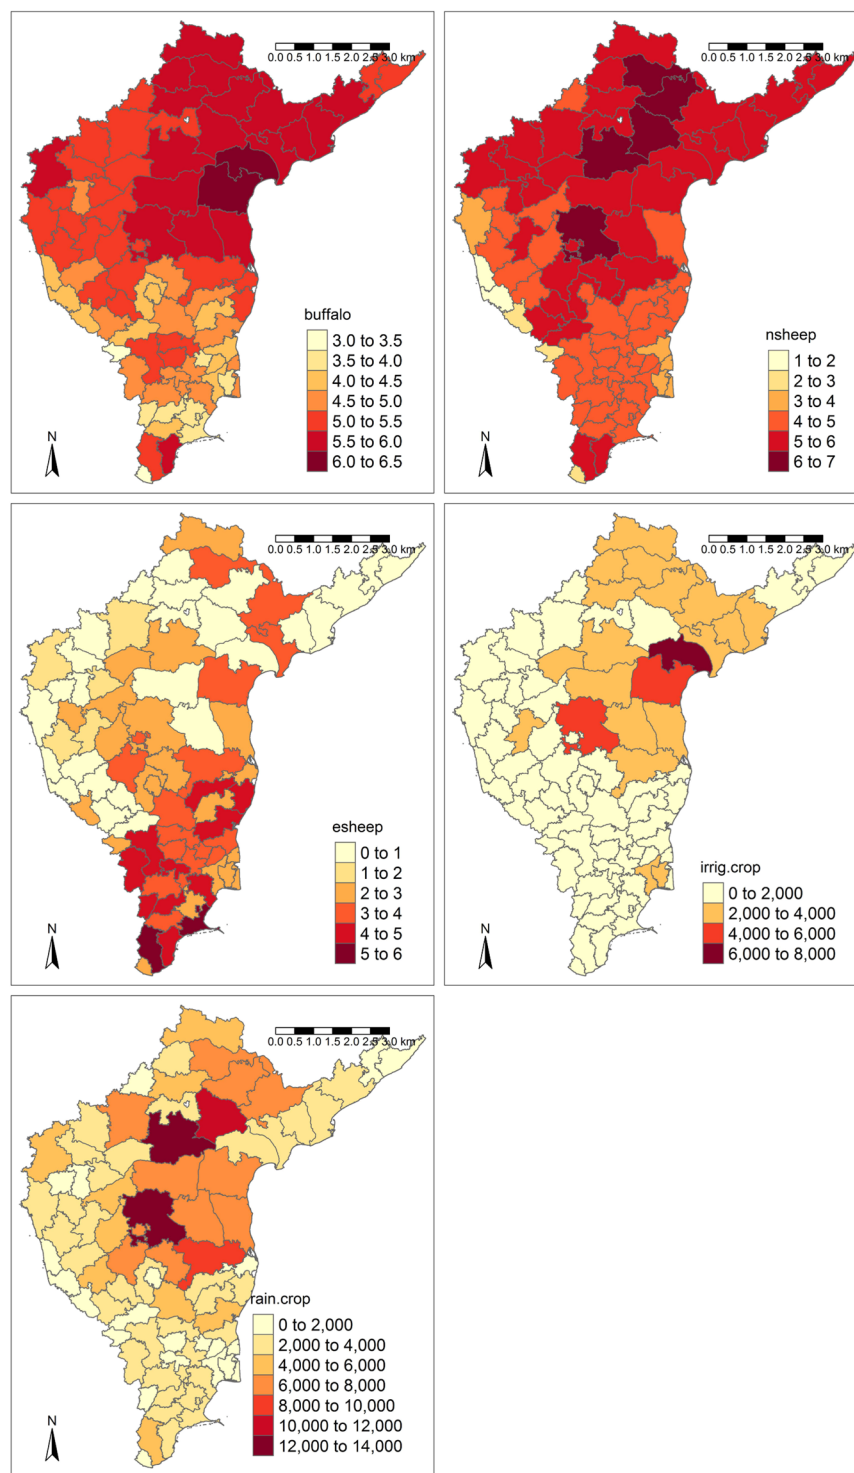 0.0 0.5 1.0 1.5 2.0 2.5 3.0 km
buffalo
3.0 to 3.5
3.5 to 4.0
4.0 to 4.5
4.5 to 5.0
5.0 to 5.5
5.5 to 6.0
6.0 to 6.5
N
0.0 0.5 1.0 1.5 2.0 2.5 3.0 km
nsheep
1 to 2
2 to 3
3 to 4
4 to 5
5 to 6
6 to 7
N
0.0 0.5 1.0 1.5 2.0 2.5 3.0 km
esheep
0 to 1
1 to 2
2 to 3
3 to 4
4 to 5
5 to 6
N
0.0 0.5 1.0 1.5 2.0 2.5 3.0 km
irrig.crop
0 to 2,000
2,000 to 4,000
4,000 to 6,000
6,000 to 8,000
N
0.0 0.5 1.0 1.5 2.0 2.5 3.0 km
rain.crop
0 to 2,000
2,000 to 4,000
4,000 to 6,000
6,000 to 8,000
8,000 to 10,000
10,000 to 12,000
12,000 to 14,000
N